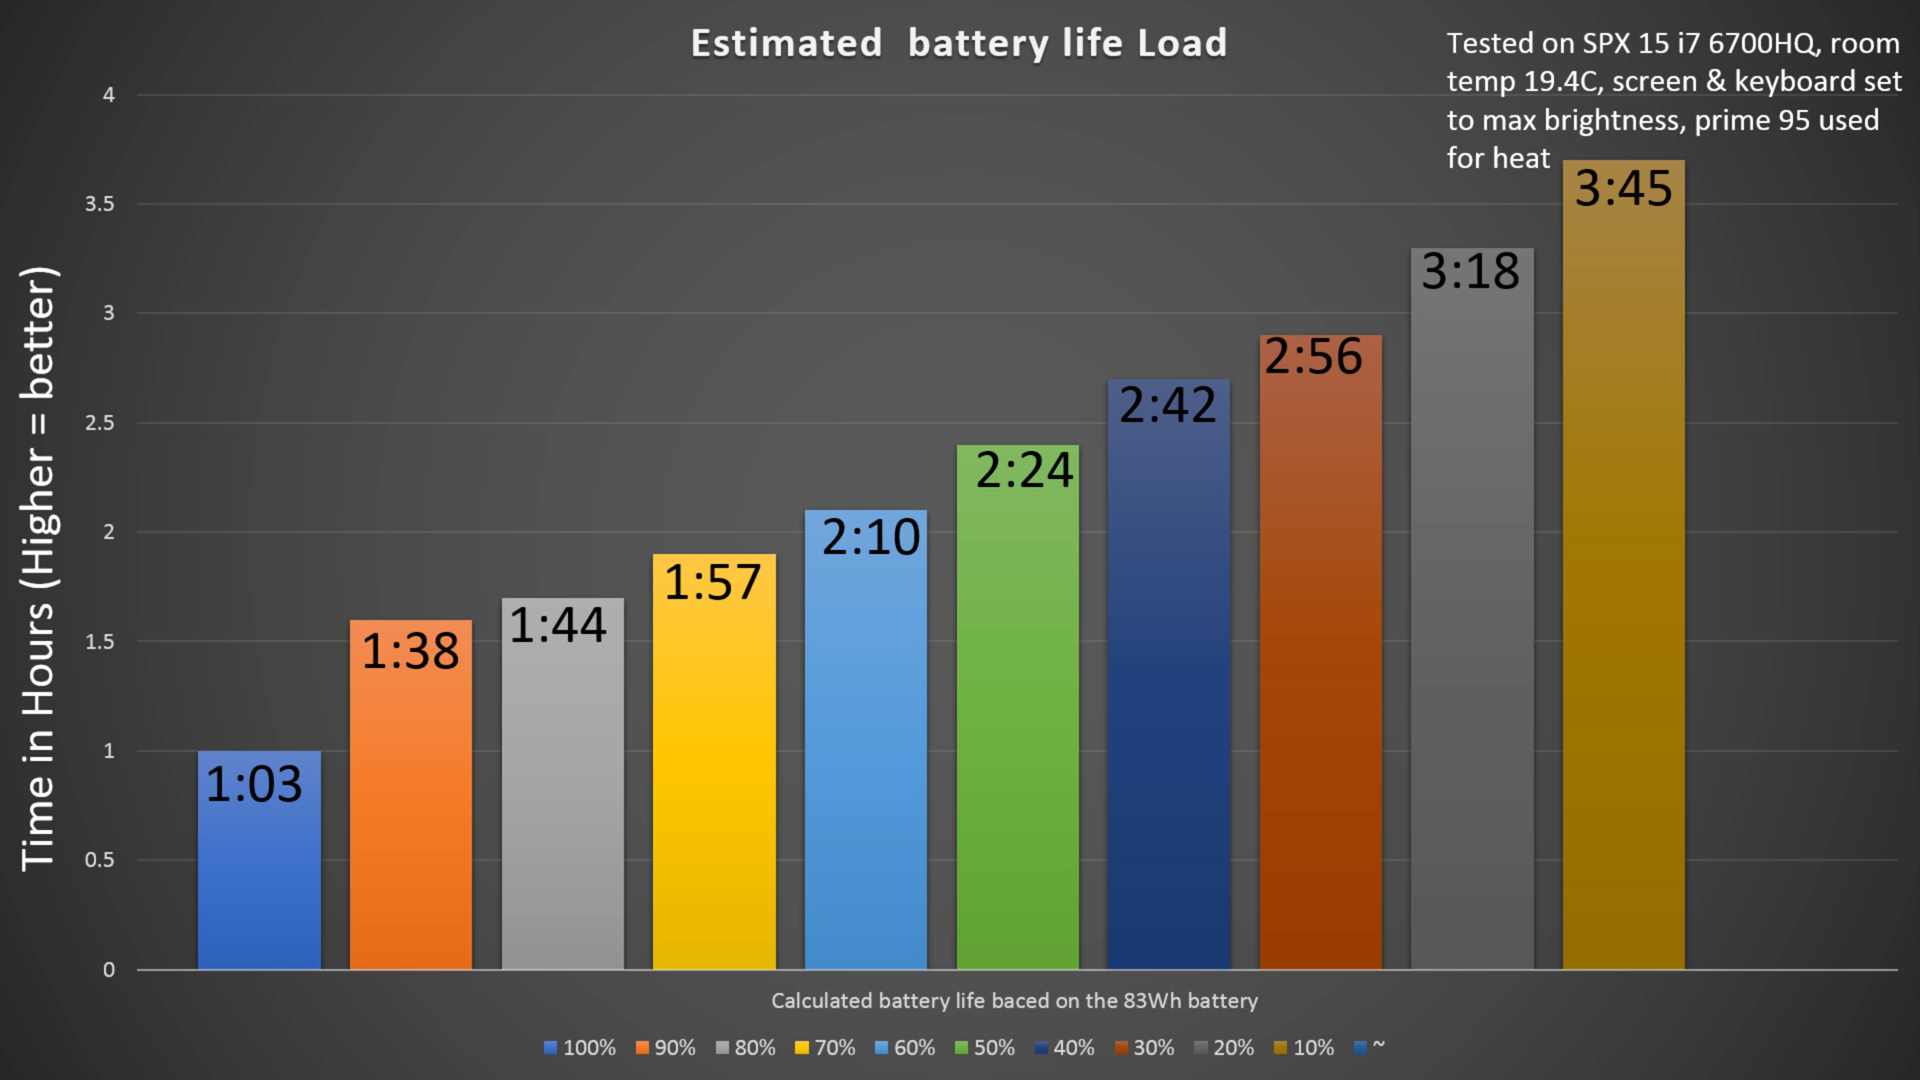 Estimated  battery life Load
Tested on SPX 15 i7 6700HQ, room
temp 19.4C, screen & keyboard set
to max brightness, prime 95 used
for heat
Time in Hours (Higher = better)
4
3.5
3
2.5
2
1.5
1
0.5
0
1:03
1:38
1:44
1:57
2:10
2:24
2:42
2:56
3:18
3:45
Calculated battery life baced on the 83Wh battery
100% 90% 80% 70% 60% 50% 40% 30% 20% 10% ~